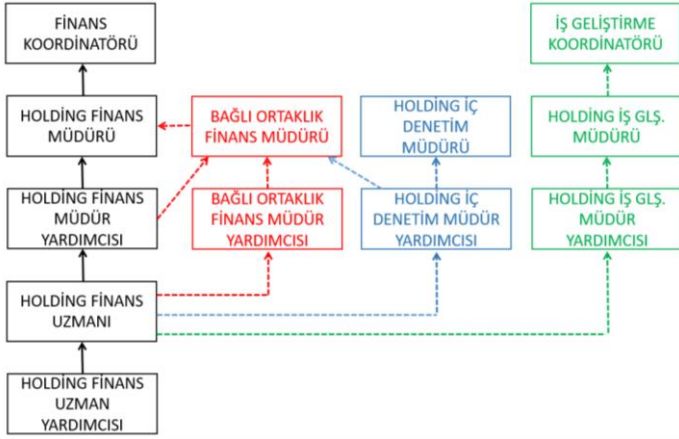 FİNANS
KOORDİNATÖRÜ
İŞ GELİŞTİRME
KOORDİNATÖRÜ
HOLDİNG FİNANS
MÜDÜRÜ
BAĞLI ORTAKLIK
FİNANS MÜDÜRÜ
HOLDİNG İÇ
DENETİM
MÜDÜRÜ
HOLDİNG İŞ GLŞ.
MÜDÜRÜ
HOLDİNG FİNANS
MÜDÜR
YARDIMCISI
BAĞLI ORTAKLIK
FİNANS MÜDÜR
YARDIMCISI
HOLDİNG İÇ
DENETİM MÜDÜR
YARDIMCISI
HOLDİNG İŞ GLŞ.
MÜDÜR
YARDIMCISI
HOLDİNG FİNANS
UZMANI
HOLDİNG FİNANS
UZMAN
YARDIMCISI